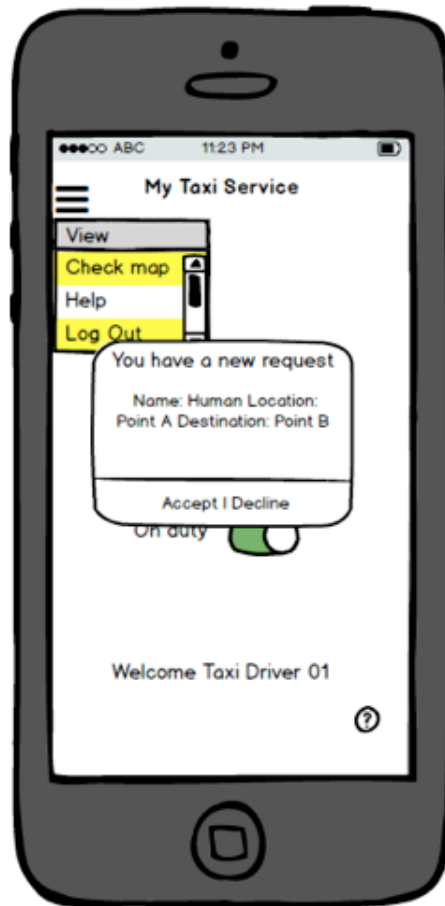 ABC 11:23 PM
My Taxi Service
View
Check map
Help
Log Out
You have a new request
Name: Human Location:
Point A Destination: Point B
Accept | Decline
On duty
Welcome Taxi Driver 01
?